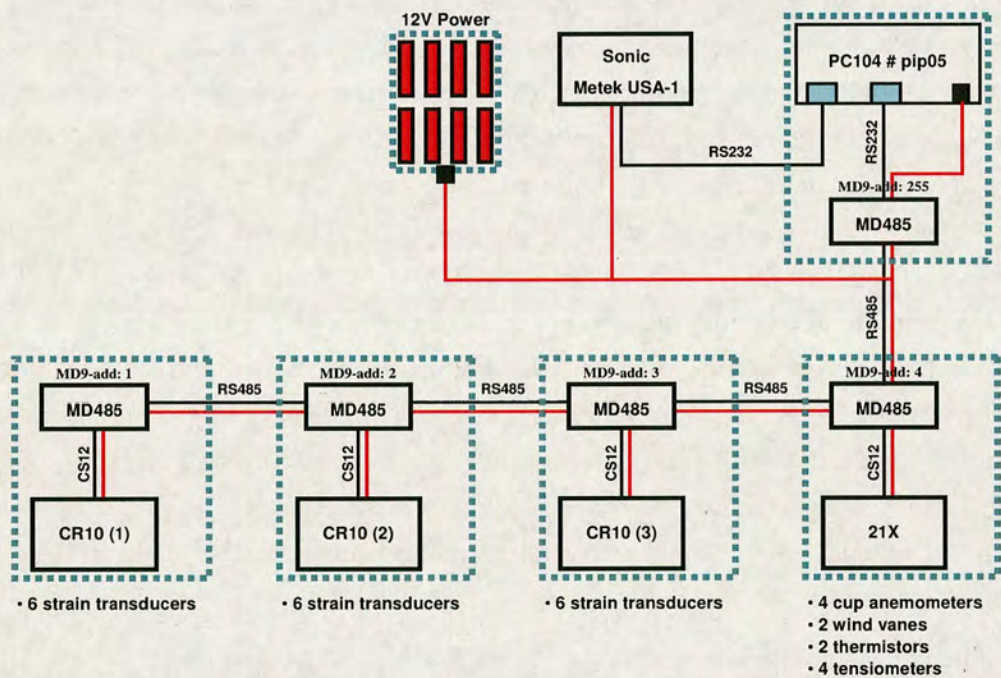 12V Power
Sonic
Metek USA-1
PC104 # pip05
RS232
RS232
MD9-add: 255
MD485
RS485
MD9-add: 1
MD485
RS485
MD9-add: 2
MD485
RS485
MD9-add: 3
MD485
RS485
MD9-add: 4
MD485
CS12
CS12
CS12
CS12
CR10 (1)
CR10 (2)
CR10 (3)
21X
• 6 strain transducers
• 6 strain transducers
• 6 strain transducers
• 4 cup anemometers
• 2 wind vanes
• 2 thermistors
• 4 tensiometers